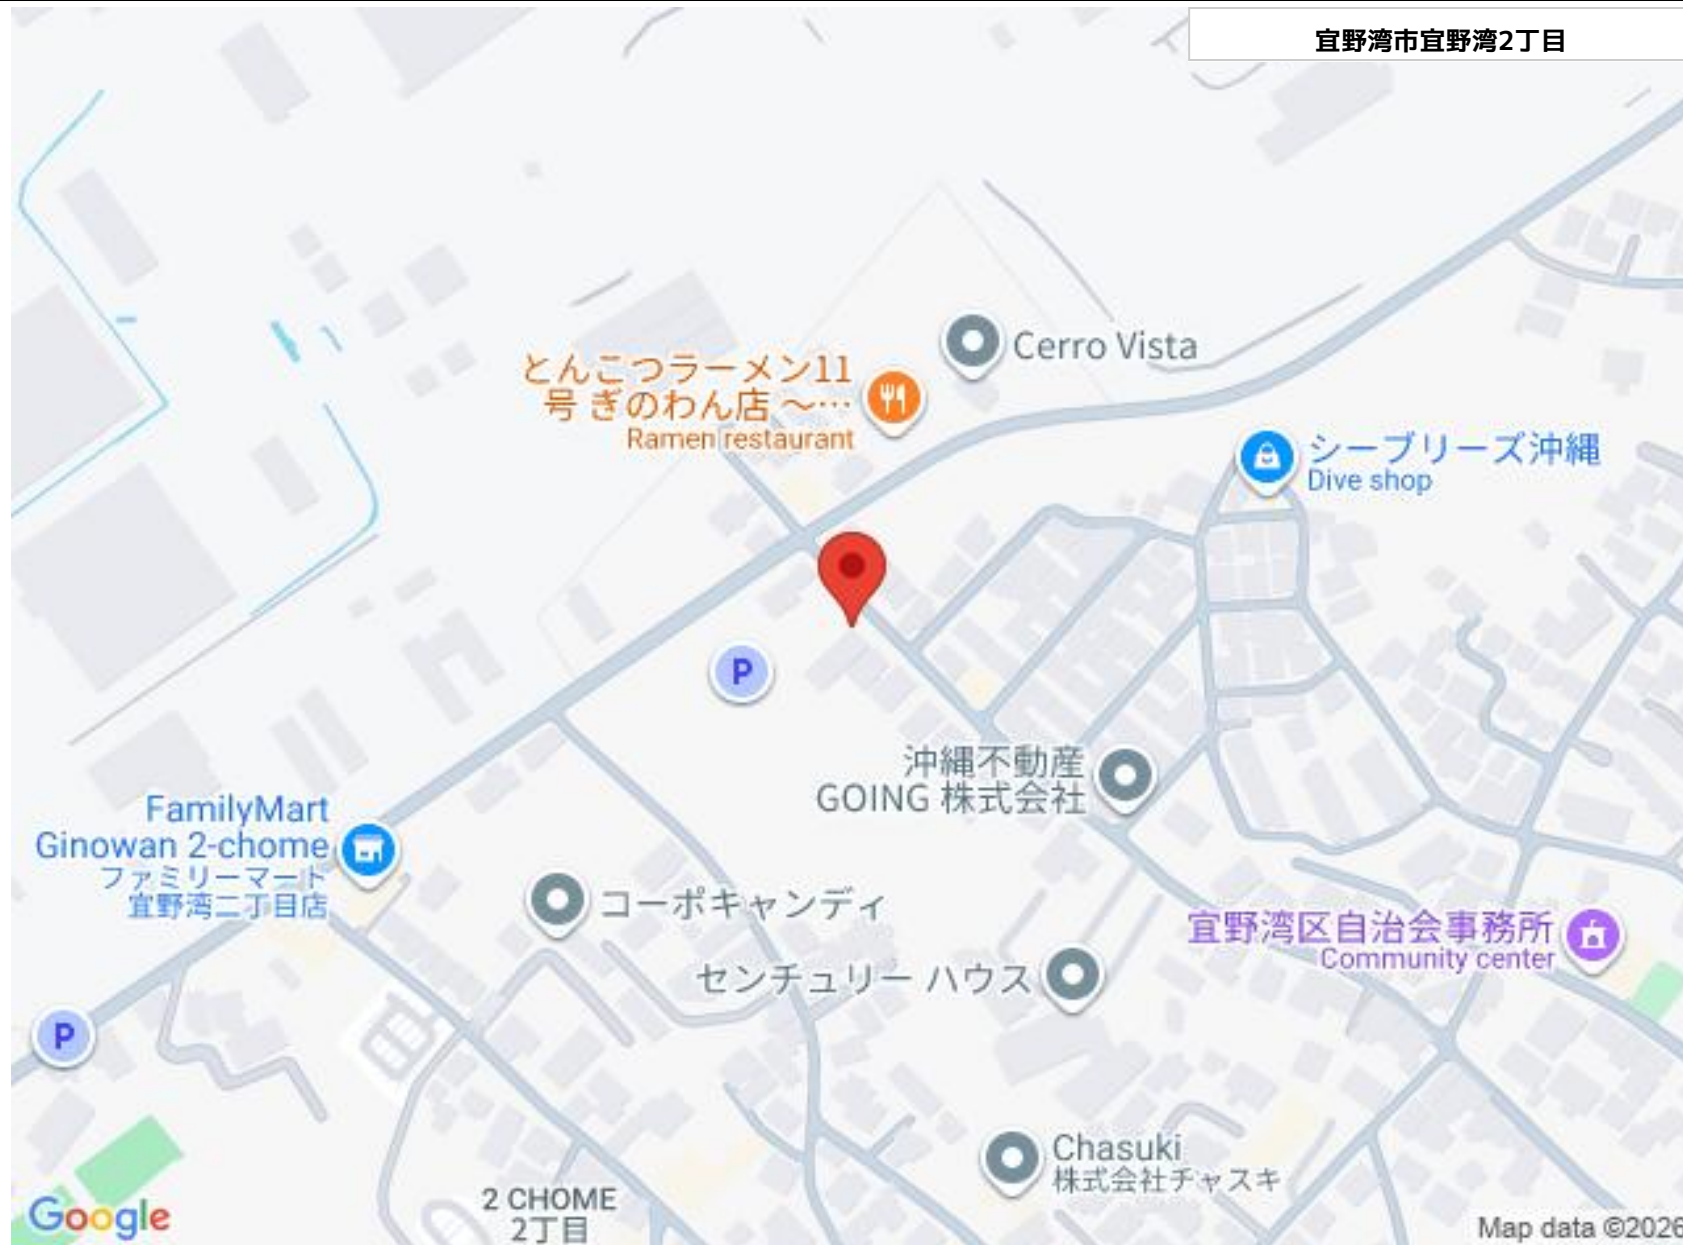 宜野湾市宜野湾2丁目
Cerro Vista
とんこつラーメン11
号 ぎのわん店 ～…
Ramen restaurant
シーブリーズ沖縄
Dive shop
P
沖縄不動産
GOING 株式会社
FamilyMart
Ginowan 2-chome
ファミリーマート
宜野湾二丁目店
コーポキャンディ
宜野湾区自治会事務所
Community center
センチュリー ハウス
P
Chasuki
株式会社チャスキ
2 CHOME
2丁目
Google
Map data ©2026